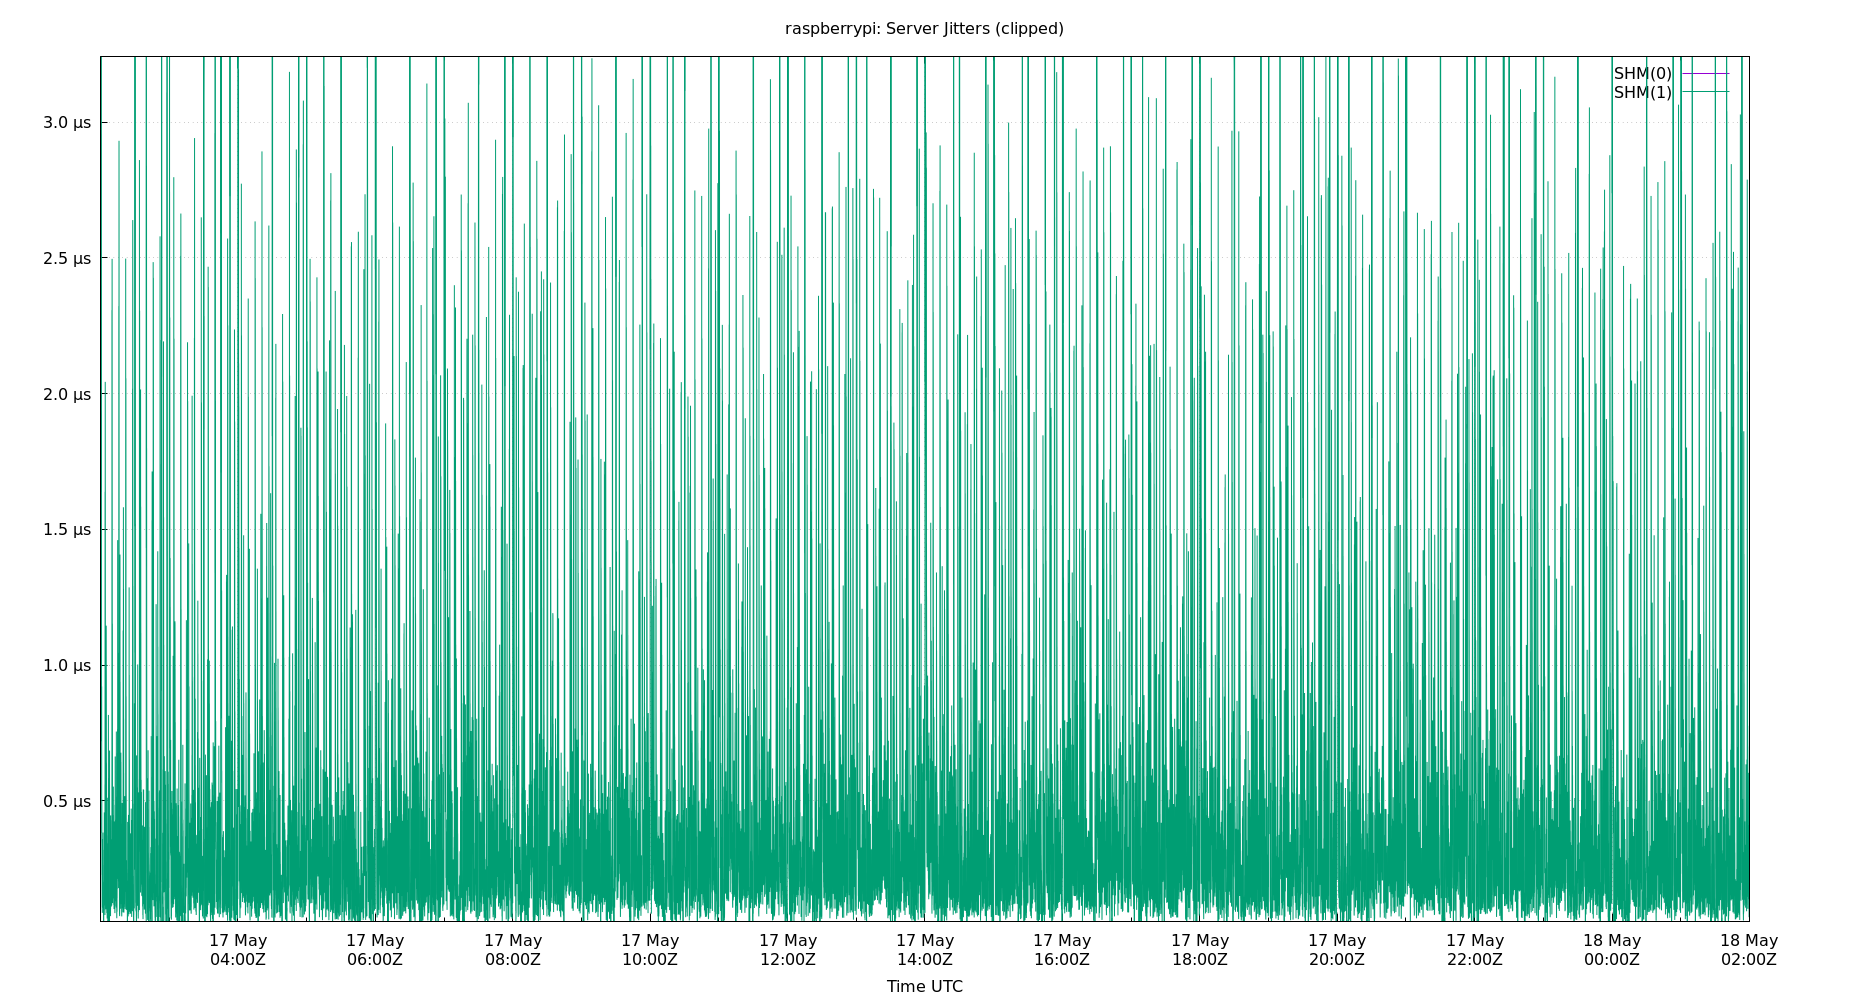 raspberrypi: Server Jitters (clipped)
SHM(0)
SHM(1)
3.0 µs
2.5 µs
2.0 µs
1.5 µs
1.0 µs
0.5 µs
17 May 17 May 17 May 17 May 17 May 17 May 17 May 17 May 17 May 17 May 18 May 18 May
04:00Z 06:00Z 08:00Z 10:00Z 12:00Z 14:00Z 16:00Z 18:00Z 20:00Z 22:00Z 00:00Z 02:00Z
Time UTC